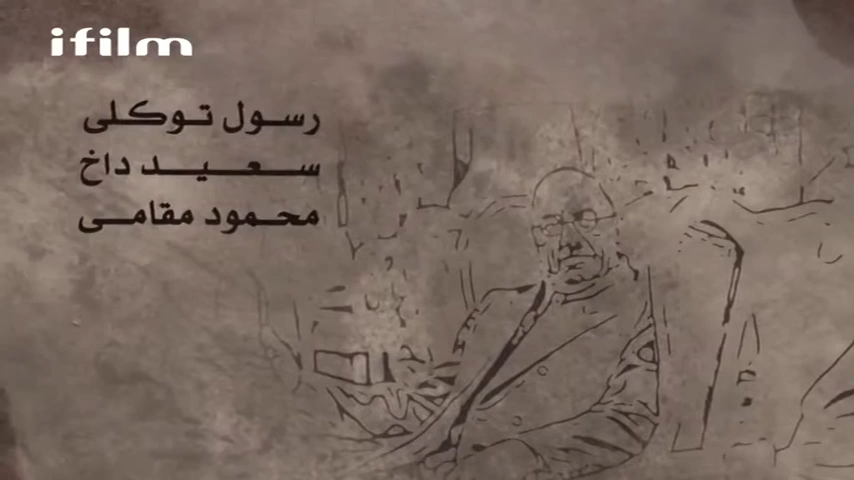 ifilm
رسول توکلی
سعید داخ
محمود مقامی